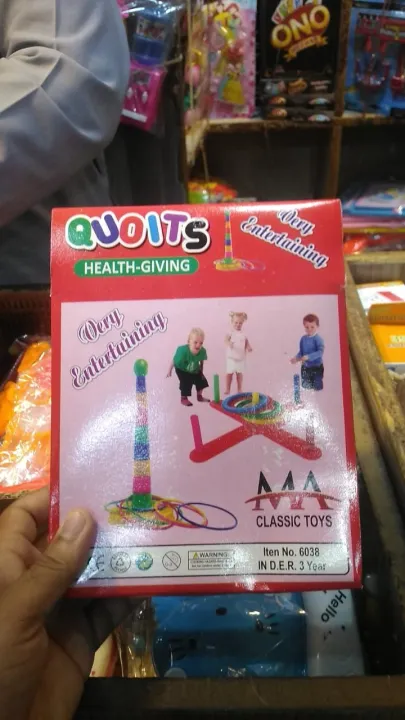 ONO
QUOITS
HEALTH-GIVING
Very
Entertaining
Very
Entertaining
MA
CLASSIC TOYS
WARNING
Iten No. 6038
IN D.E.R. 3 Year
Hello